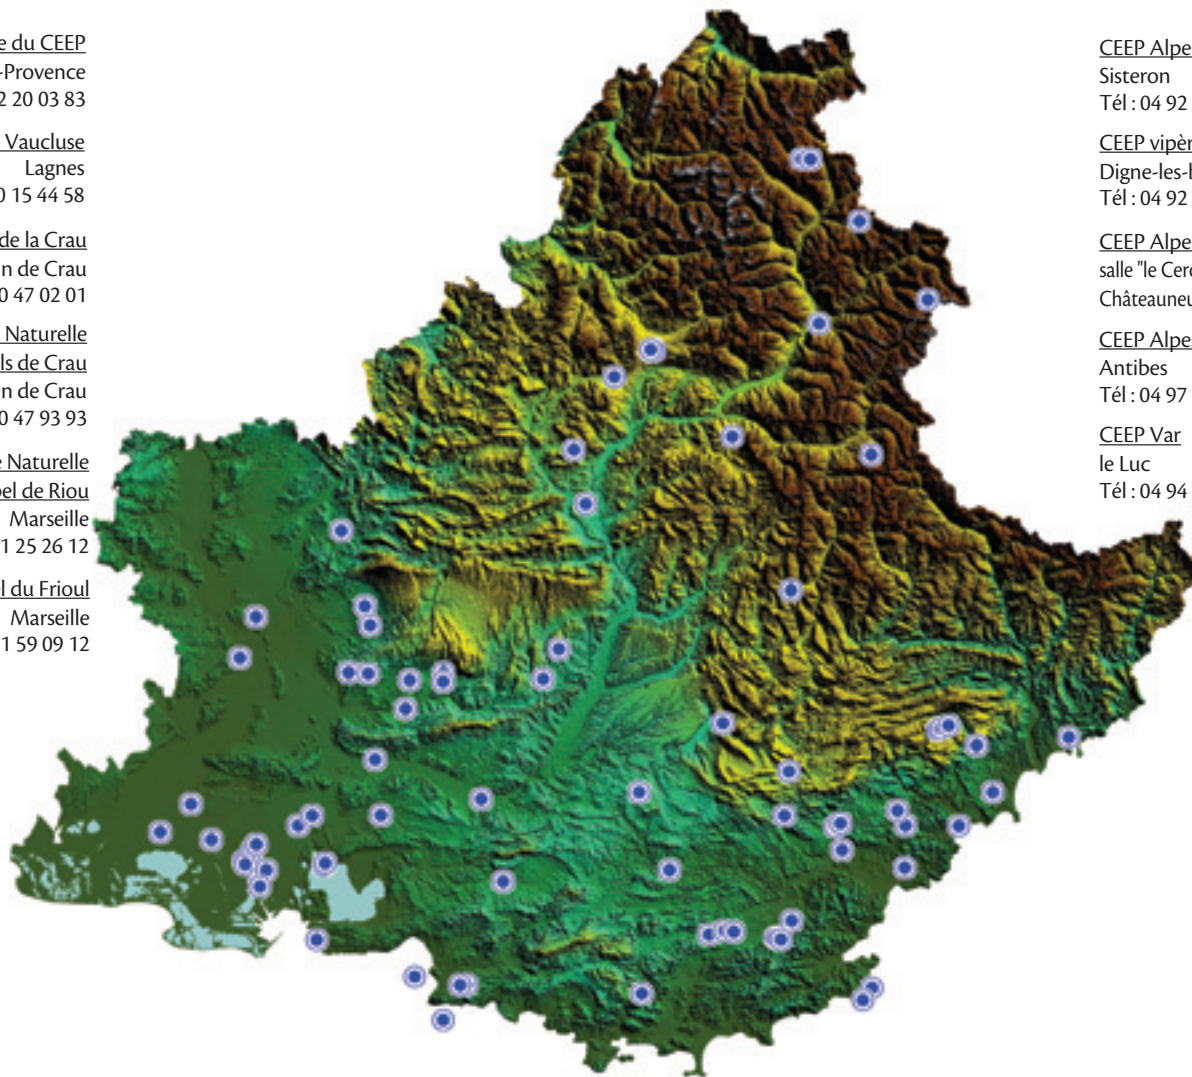 e du CEEP
-Provence
2 20 03 83
Vaucluse
Lagnes
0 15 44 58
de la Crau
n de Crau
0 47 02 01
Naturelle
ls de Crau
n de Crau
0 47 93 93
e Naturelle
pel de Riou
Marseille
1 25 26 12
el du Frioul
Marseille
1 59 09 12
CEEP Alpe
Sisteron
Tél : 04 92
CEEP vipèr
Digne-les-b
Tél : 04 92
CEEP Alpe
salle "le Cerc
Châteauneu
CEEP Alpes
Antibes
Tél : 04 97
CEEP Var
le Luc
Tél : 04 94